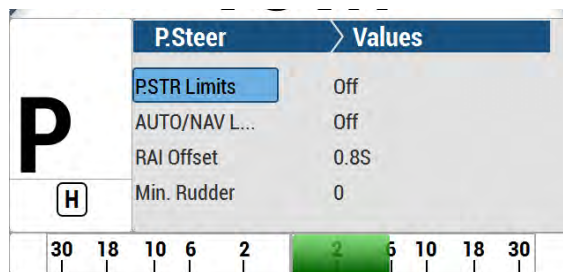 P.Steer Values
P.STR Limits Off
AUTO/NAV L... Off
RAI Offset 0.8S
Min. Rudder 0
P
H
30 18 10 6 2 2 6 10 18 30